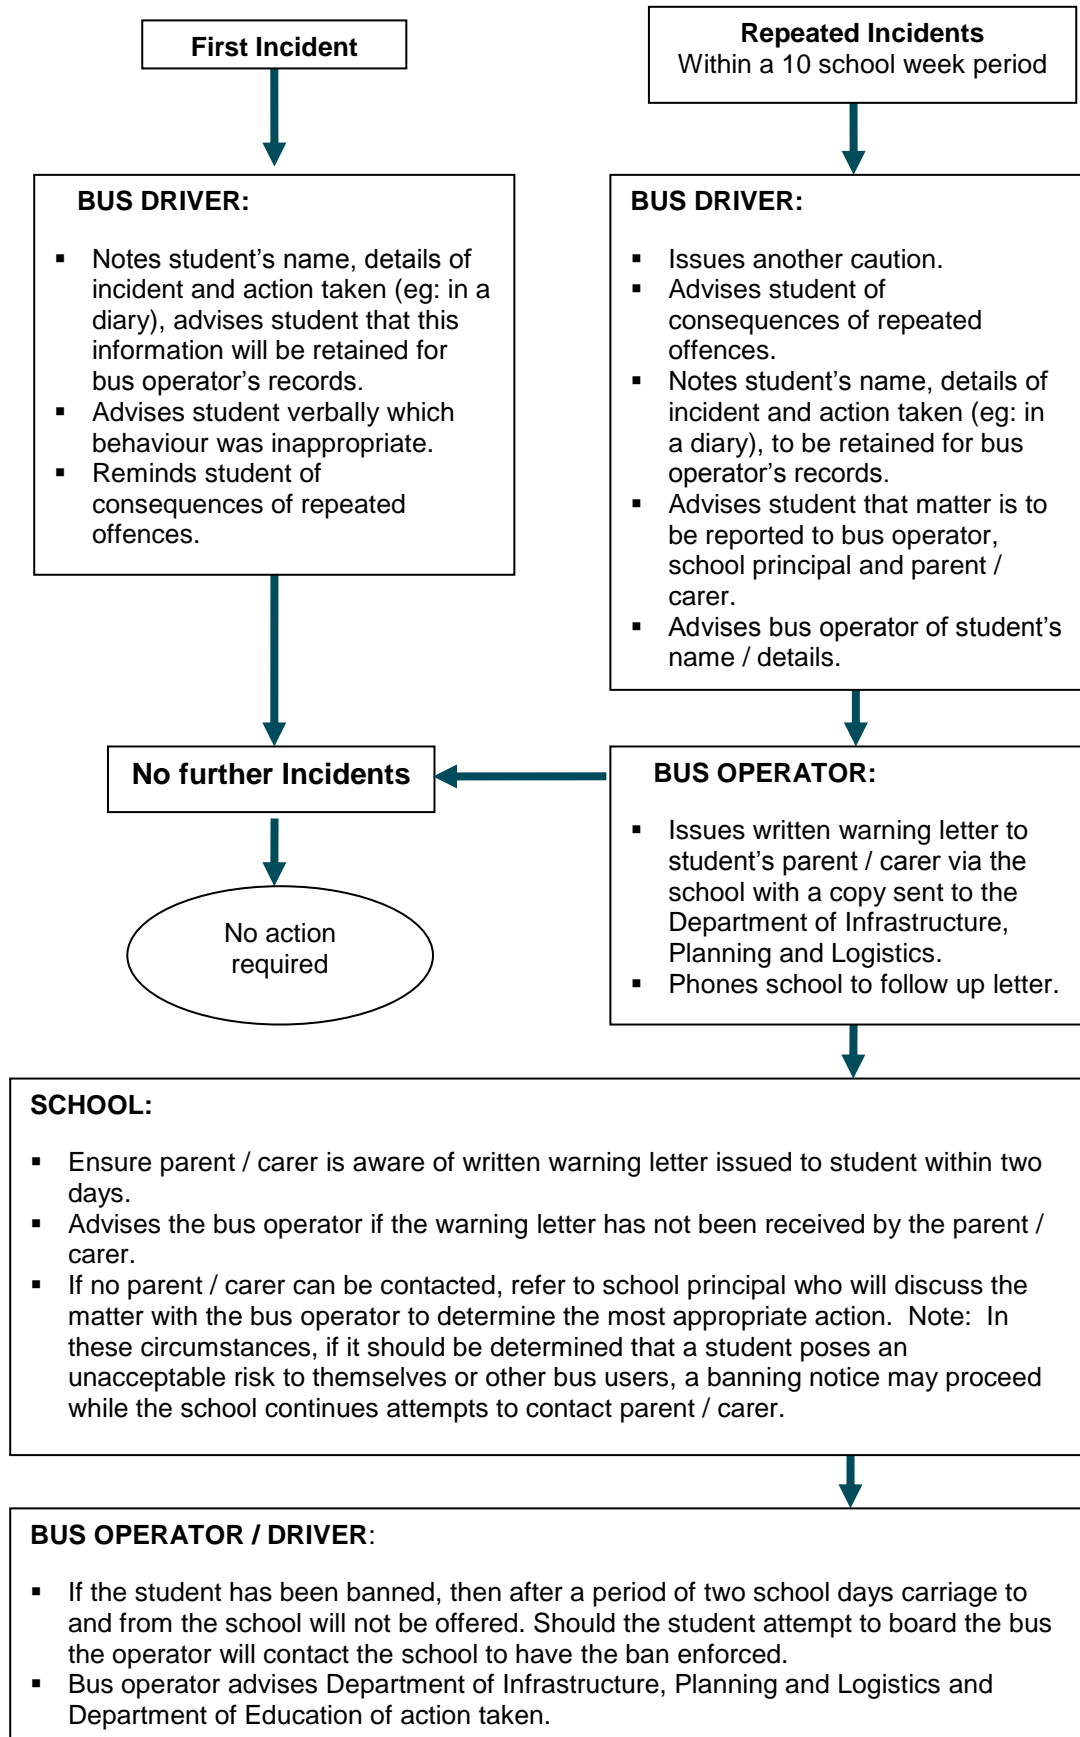 First Incident
Repeated Incidents
Within a 10 school week period
BUS DRIVER:
▪ Notes student’s name, details of
incident and action taken (eg: in a
diary), advises student that this
information will be retained for
bus operator’s records.
▪ Advises student verbally which
behaviour was inappropriate.
▪ Reminds student of
consequences of repeated
offences.
BUS DRIVER:
▪ Issues another caution.
▪ Advises student of
consequences of repeated
offences.
▪ Notes student’s name, details of
incident and action taken (eg: in
a diary), to be retained for bus
operator’s records.
▪ Advises student that matter is to
be reported to bus operator,
school principal and parent /
carer.
▪ Advises bus operator of student’s
name / details.
No further Incidents
No action
required
BUS OPERATOR:
▪ Issues written warning letter to
student’s parent / carer via the
school with a copy sent to the
Department of Infrastructure,
Planning and Logistics.
▪ Phones school to follow up letter.
SCHOOL:
▪ Ensure parent / carer is aware of written warning letter issued to student within two
days.
▪ Advises the bus operator if the warning letter has not been received by the parent /
carer.
▪ If no parent / carer can be contacted, refer to school principal who will discuss the
matter with the bus operator to determine the most appropriate action.  Note:  In
these circumstances, if it should be determined that a student poses an
unacceptable risk to themselves or other bus users, a banning notice may proceed
while the school continues attempts to contact parent / carer.
BUS OPERATOR / DRIVER:
▪ If the student has been banned, then after a period of two school days carriage to
and from the school will not be offered. Should the student attempt to board the bus
the operator will contact the school to have the ban enforced.
▪ Bus operator advises Department of Infrastructure, Planning and Logistics and
Department of Education of action taken.